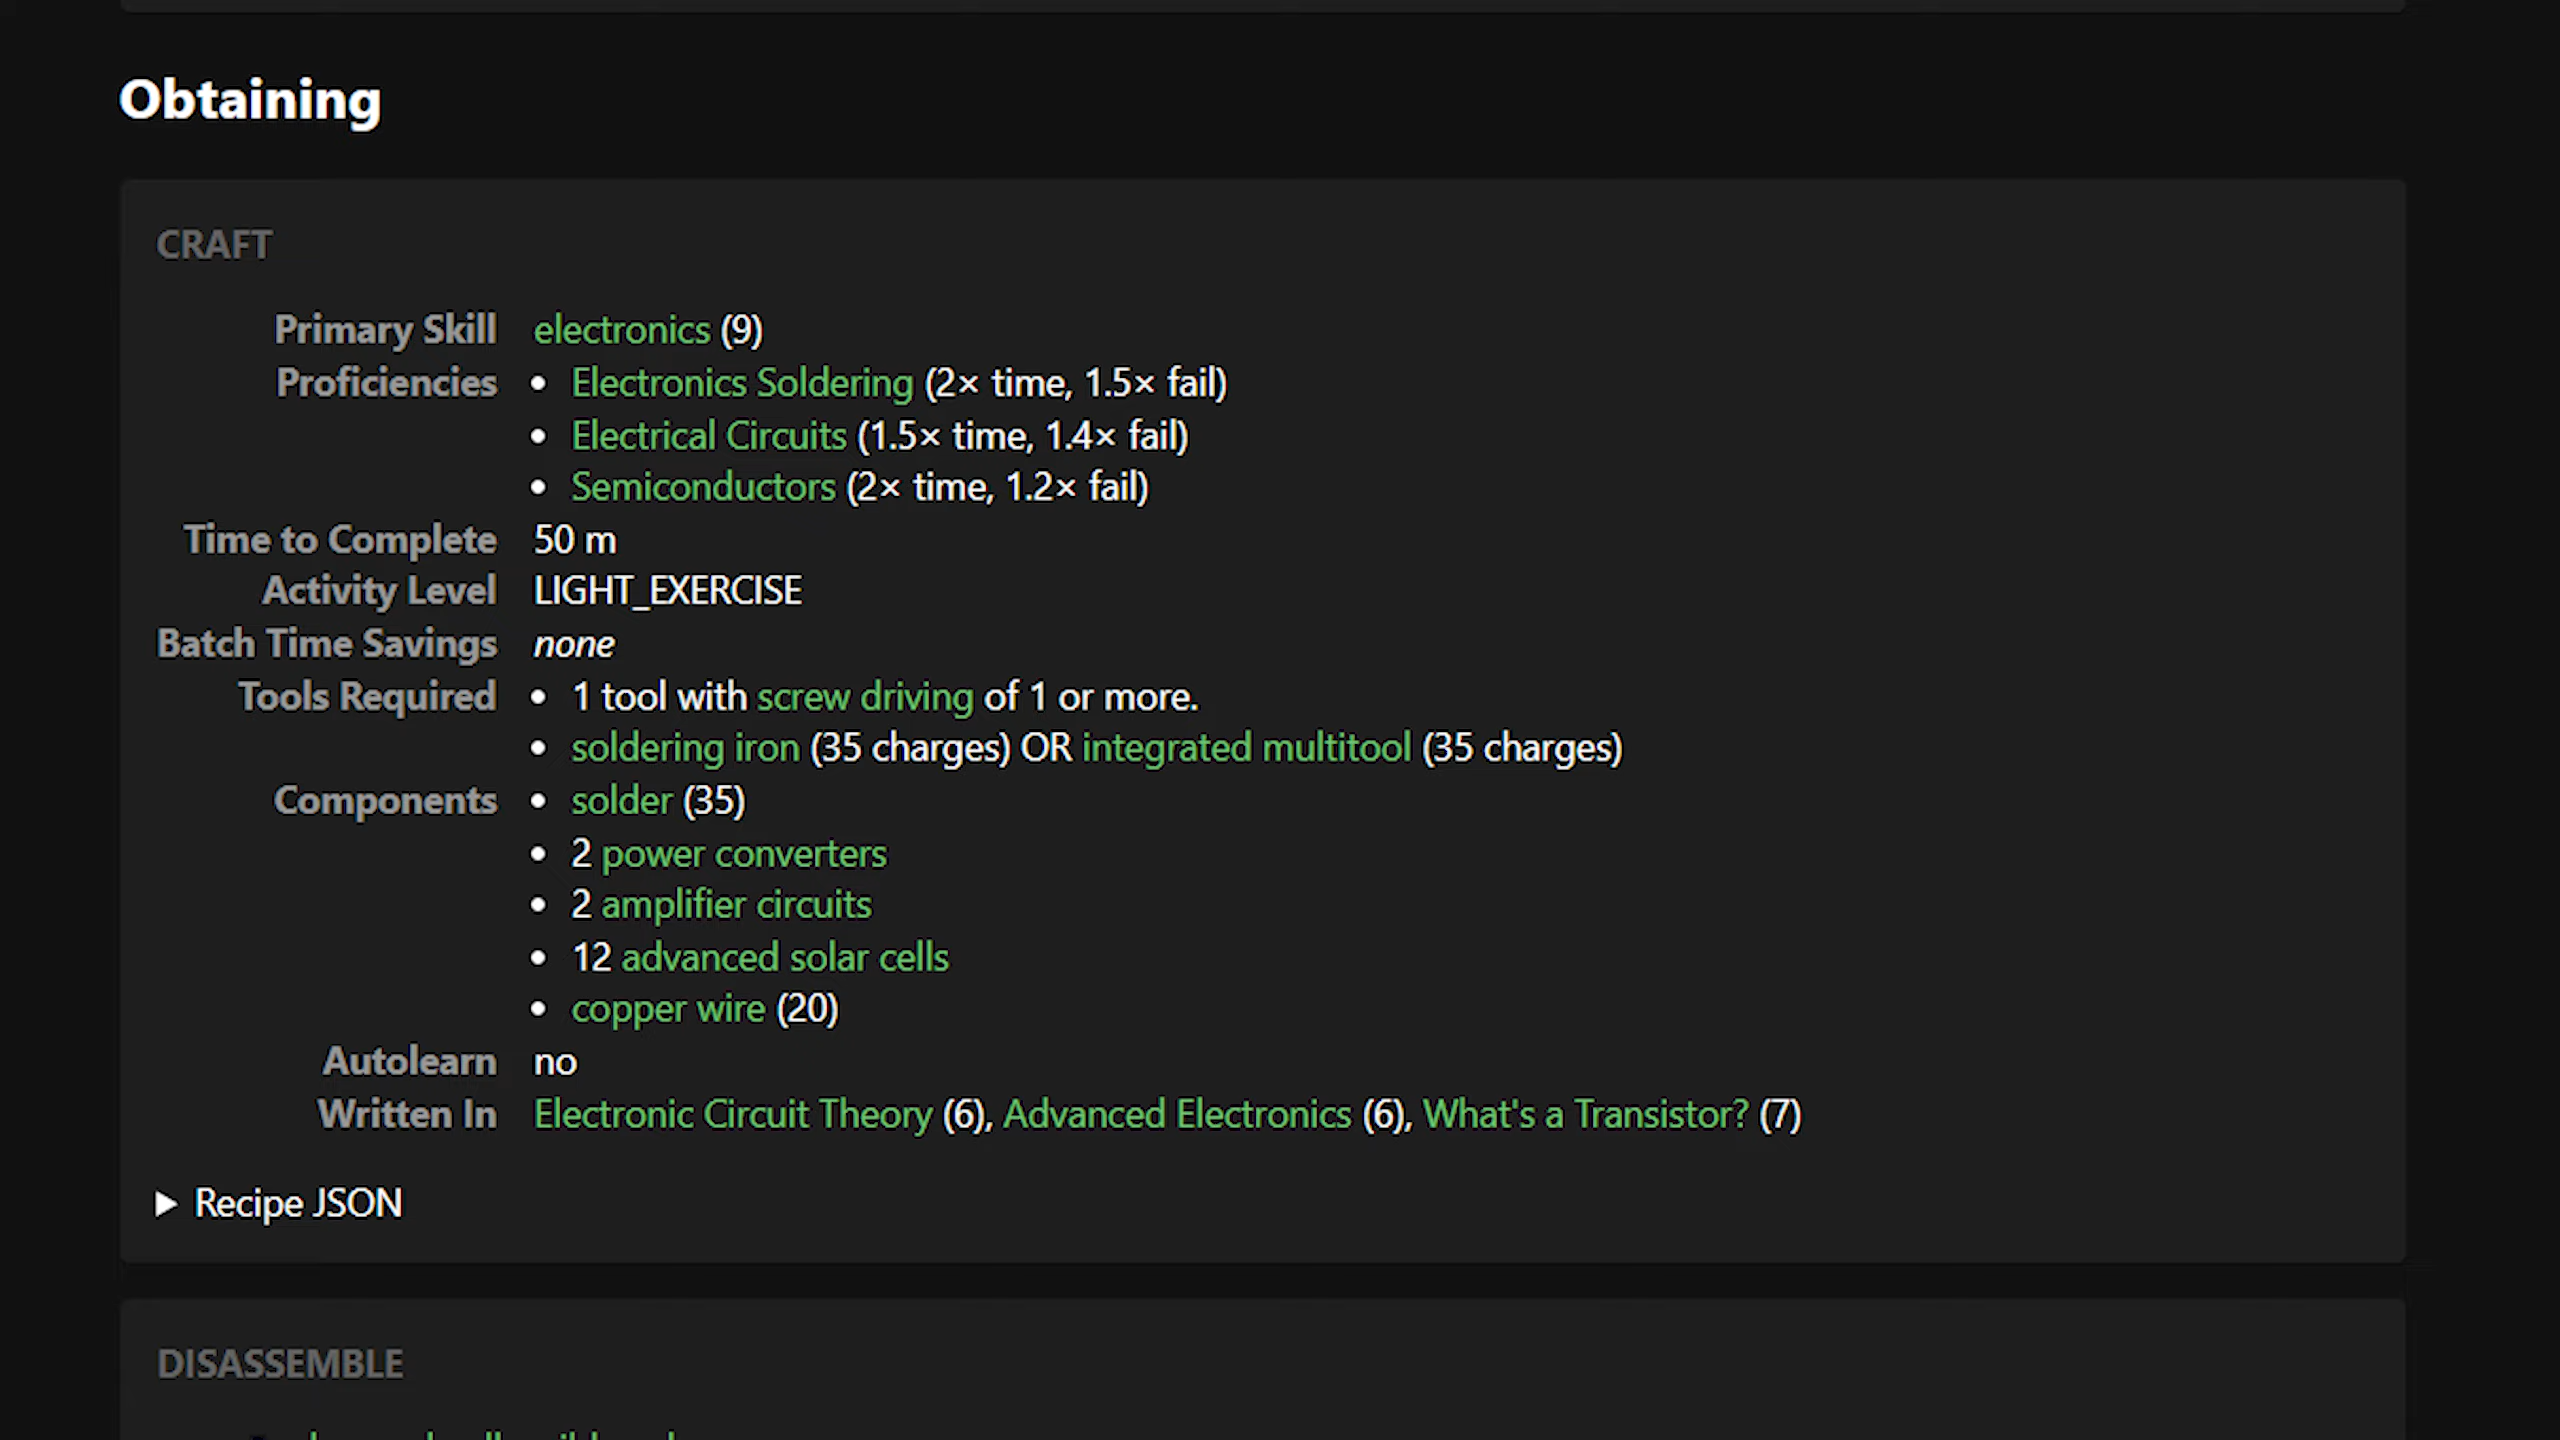 Obtaining
CRAFT
Primary Skill electronics (9)
Proficiencies • Electronics Soldering (2× time, 1.5× fail)
• Electrical Circuits (1.5× time, 1.4× fail)
• Semiconductors (2× time, 1.2× fail)
Time to Complete 50 m
Activity Level LIGHT_EXERCISE
Batch Time Savings none
Tools Required • 1 tool with screw driving of 1 or more.
• soldering iron (35 charges) OR integrated multitool (35 charges)
Components • solder (35)
• 2 power converters
• 2 amplifier circuits
• 12 advanced solar cells
• copper wire (20)
Autolearn no
Written In Electronic Circuit Theory (6), Advanced Electronics (6), What's a Transistor? (7)
▶ Recipe JSON
DISASSEMBLE